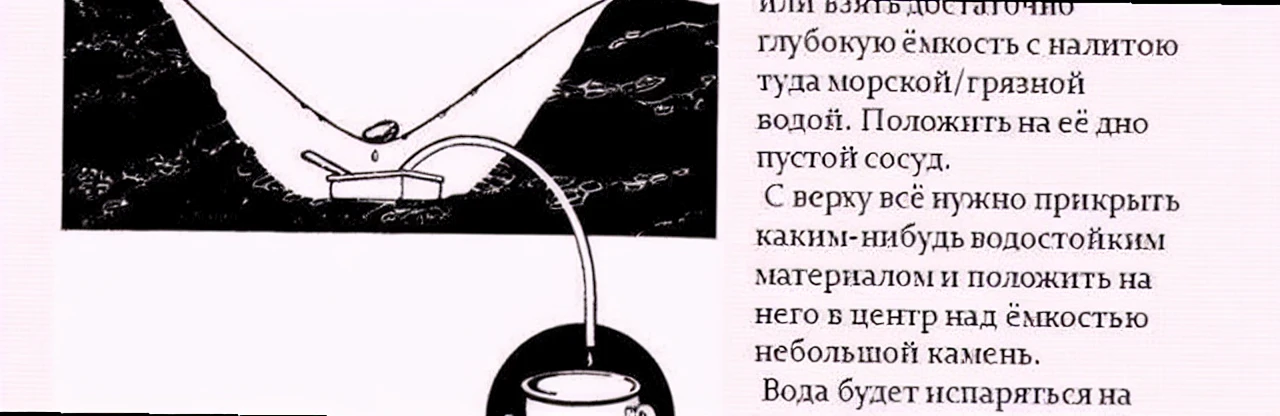 или взять достаточно
глубокую ёмкость с налитою
туда морской/грязной
водой. Положить на её дно
пустой сосуд.
С верху всё нужно прикрыть
каким-нибудь водостойким
материалом и положить на
него в центр над ёмкостью
небольшой камень.
Вода будет испаряться на